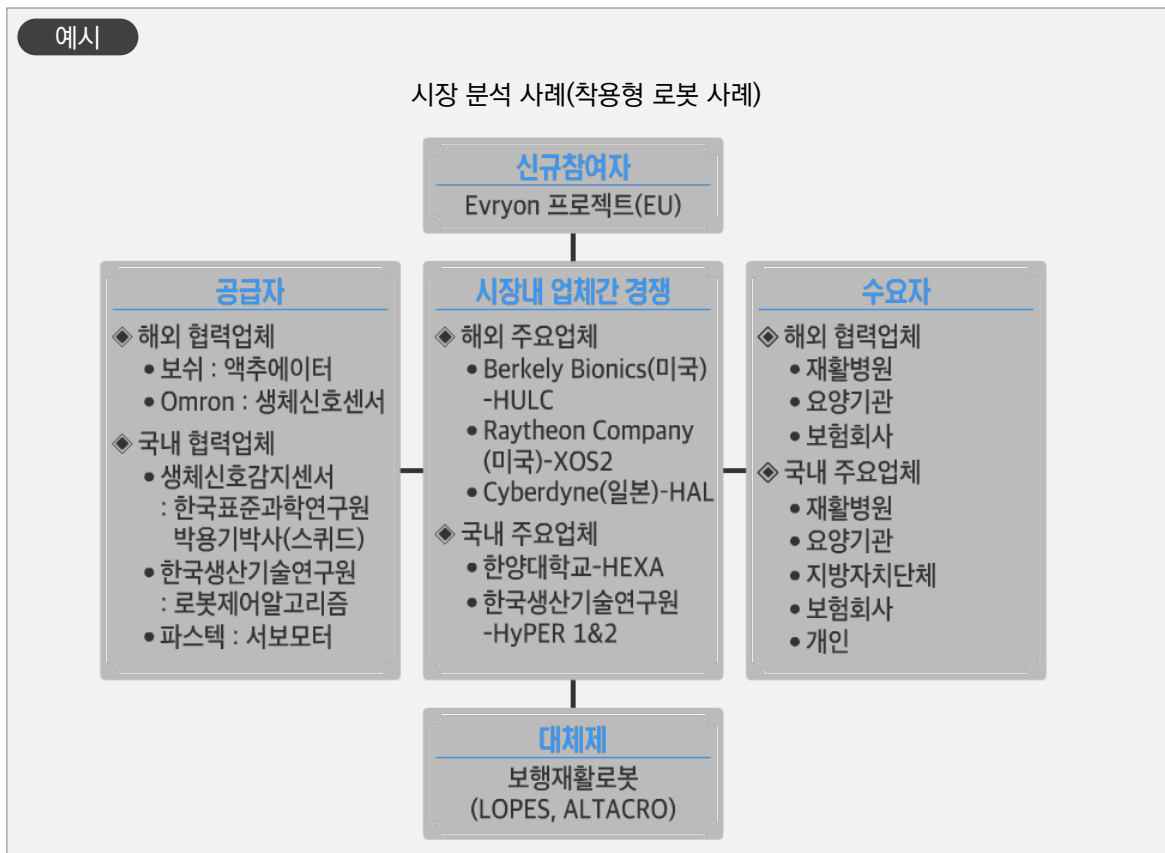 예시
시장 분석 사례(착용형 로봇 사례)
신규참여자
Evryon 프로젝트(EU)
공급자
◈ 해외 협력업체
• 보쉬 : 액추에이터
• Omron : 생체신호센서
◈ 국내 협력업체
• 생체신호감지센서
: 한국표준과학연구원
박용기박사(스퀴드)
• 한국생산기술연구원
: 로봇제어알고리즘
• 파스텍 : 서보모터
시장내 업체간 경쟁
◈ 해외 주요업체
• Berkely Bionics(미국)
-HULC
• Raytheon Company
(미국)-XOS2
• Cyberdyne(일본)-HAL
◈ 국내 주요업체
• 한양대학교-HEXA
• 한국생산기술연구원
-HyPER 1&2
수요자
◈ 해외 협력업체
• 재활병원
• 요양기관
• 보험회사
◈ 국내 주요업체
• 재활병원
• 요양기관
• 지방자치단체
• 보험회사
• 개인
대체제
보행재활로봇
(LOPES, ALTACRO)